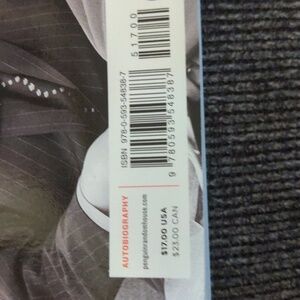 51700
ISBN 978-0-593-54838-7
9 780593 548387
AUTOBIOGRAPHY
penguinrandomhouse.com
$17.00 USA
$23.00 CAN